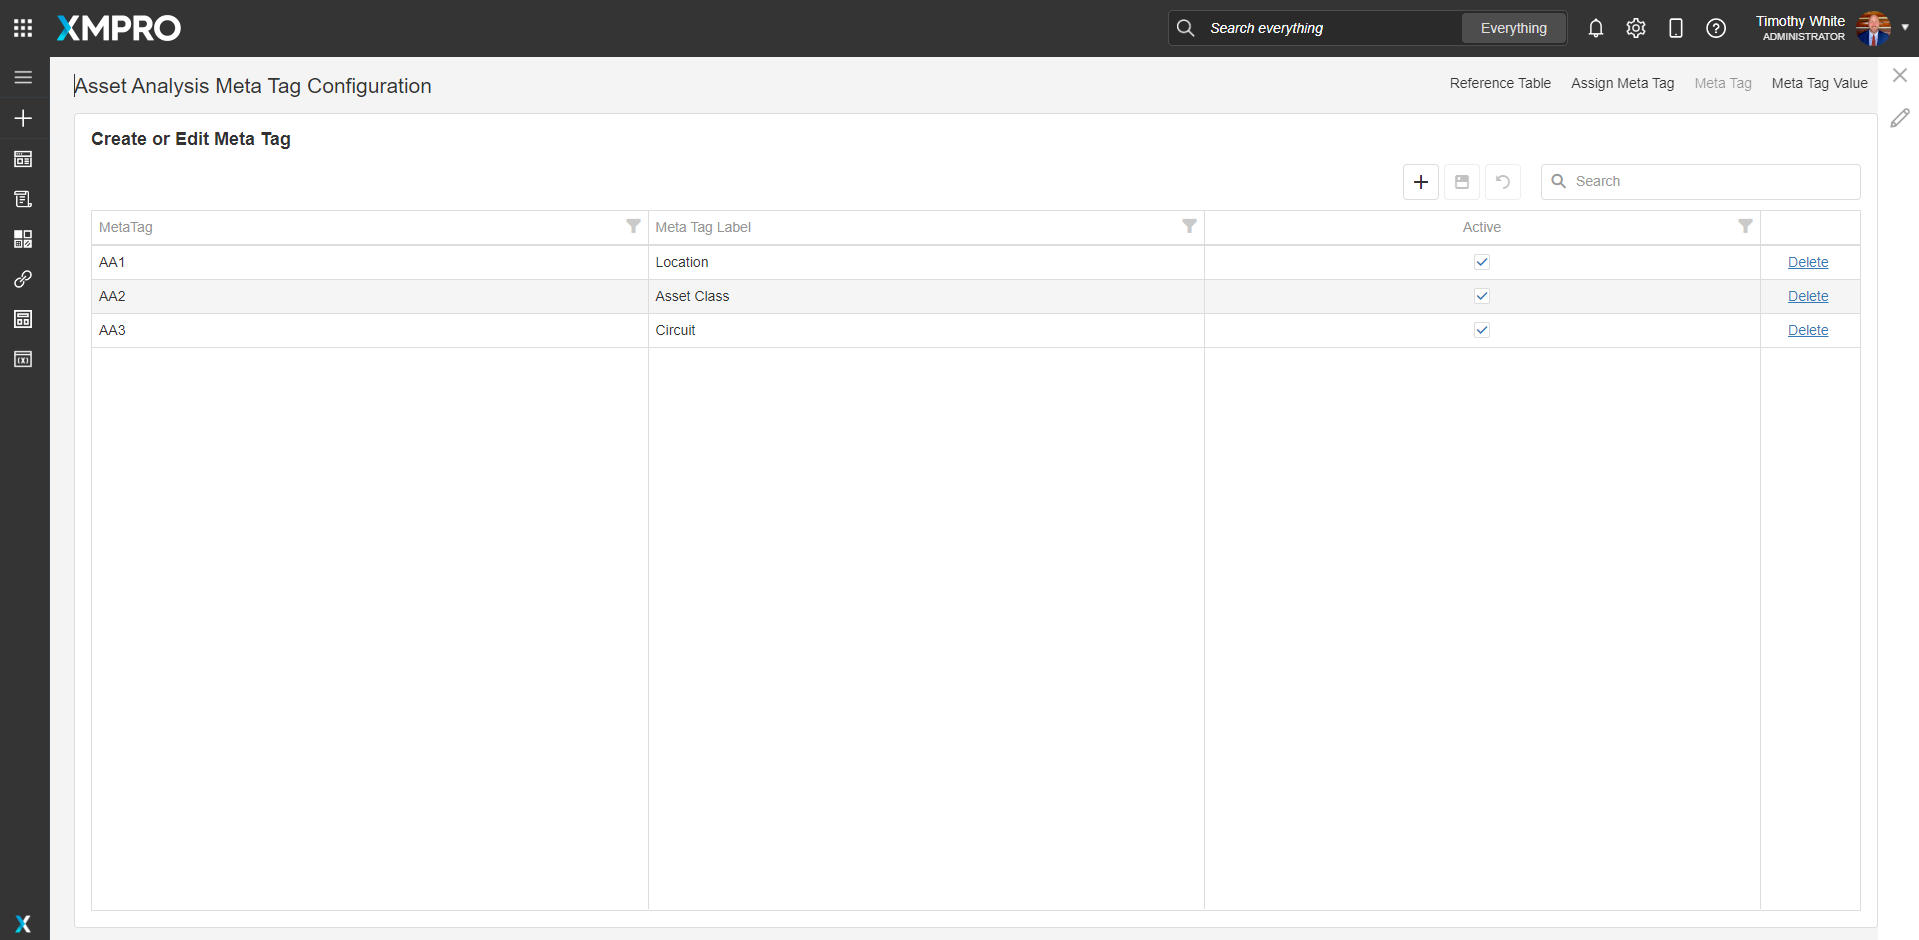 XMPRO
Search everything
Everything
Timothy White
ADMINISTRATOR
Asset Analysis Meta Tag Configuration
Reference Table
Assign Meta Tag
Meta Tag
Meta Tag Value
Create or Edit Meta Tag
Search
MetaTag
Meta Tag Label
Active
AA1
Location
Delete
AA2
Asset Class
Delete
AA3
Circuit
Delete